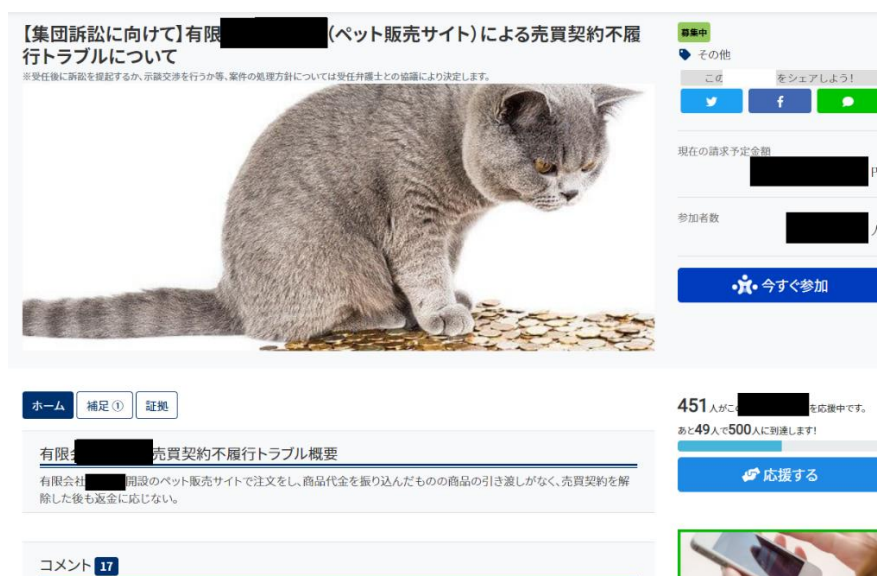 【集団訴訟に向けて】有限(ペット販売サイト)による売買契約不履
行トラブルについて
※受任後に訴訟を提起するか、示談交渉を行うか等、案件の処理方針については受任弁護士との協議により決定します。
募集中
その他
この をシェアしよう!
現在の請求予定金額
円
参加者数
人
今すぐ参加
ホーム 補足① 証拠
451人がこ を応援中です。
あと49人で500人に到達します!
応援する
有限 売買契約不履行トラブル概要
有限会社 開設のペット販売サイトで注文をし、商品代金を振り込んだものの商品の引き渡しがなく、売買契約を解
除した後も返金に応じない。
コメント 17